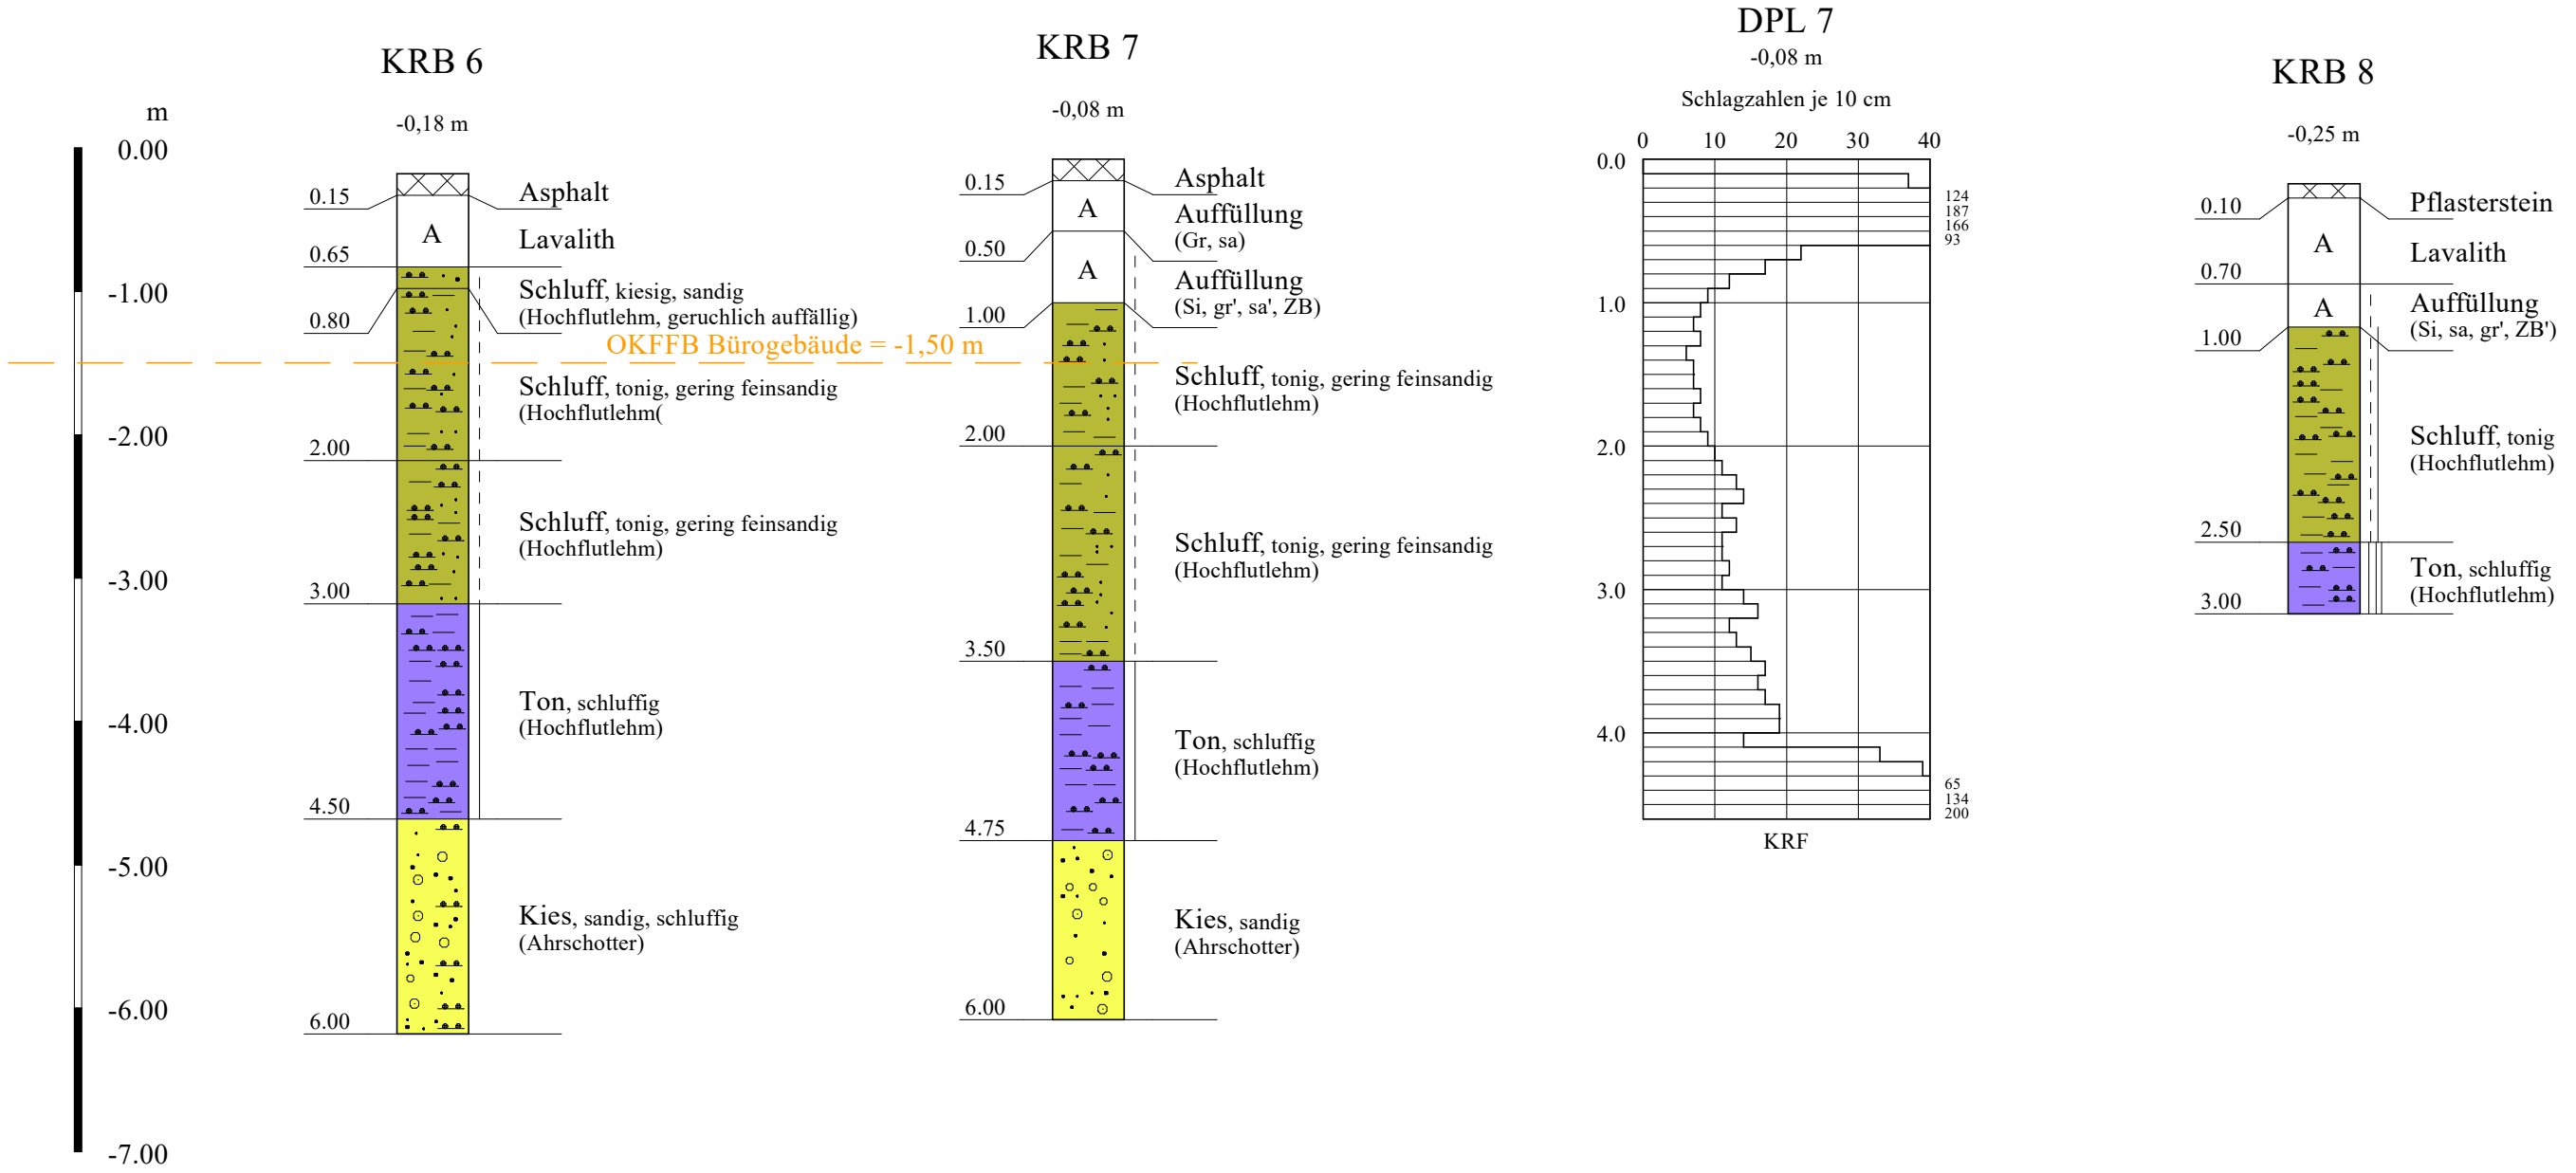 m
0.00
-1.00
-2.00
-3.00
-4.00
-5.00
-6.00
-7.00
KRB 6
-0,18 m
0.15
0.65
0.80
2.00
3.00
4.50
6.00
A
Asphalt
Lavalith
Schluff, kiesig, sandig
(Hochflutlehm, geruchlich auffällig)
OKFFB Bürogebäude = -1,50 m
Schluff, tonig, gering feinsandig
(Hochflutlehm(
Schluff, tonig, gering feinsandig
(Hochflutlehm)
Ton, schluffig
(Hochflutlehm)
Kies, sandig, schluffig
(Ahrschotter)
KRB 7
-0,08 m
0.15
0.50
1.00
2.00
3.50
4.75
6.00
A
A
Asphalt
Auffüllung
(Gr, sa)
Auffüllung
(Si, gr', sa', ZB)
Schluff, tonig, gering feinsandig
(Hochflutlehm)
Schluff, tonig, gering feinsandig
(Hochflutlehm)
Ton, schluffig
(Hochflutlehm)
Kies, sandig
(Ahrschotter)
DPL 7
-0,08 m
Schlagzahlen je 10 cm
0 10 20 30 40
0.0
1.0
2.0
3.0
4.0
124
187
166
93
65
134
200
KRF
KRB 8
-0,25 m
0.10
0.70
1.00
2.50
3.00
A
A
Pflasterstein
Lavalith
Auffüllung
(Si, sa, gr', ZB')
Schluff, tonig
(Hochflutlehm)
Ton, schluffig
(Hochflutlehm)